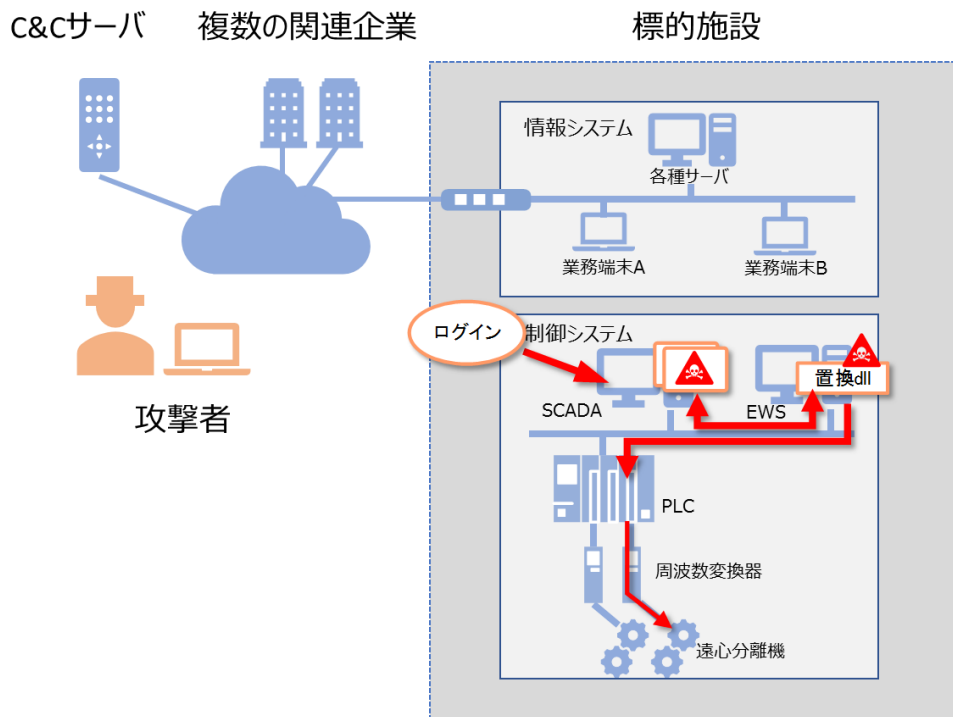 C&Cサーバ
複数の関連企業
標的施設
情報システム
各種サーバ
業務端末A
業務端末B
攻撃者
ログイン
制御システム
SCADA
EWS
置換dll
PLC
周波数変換器
遠心分離機